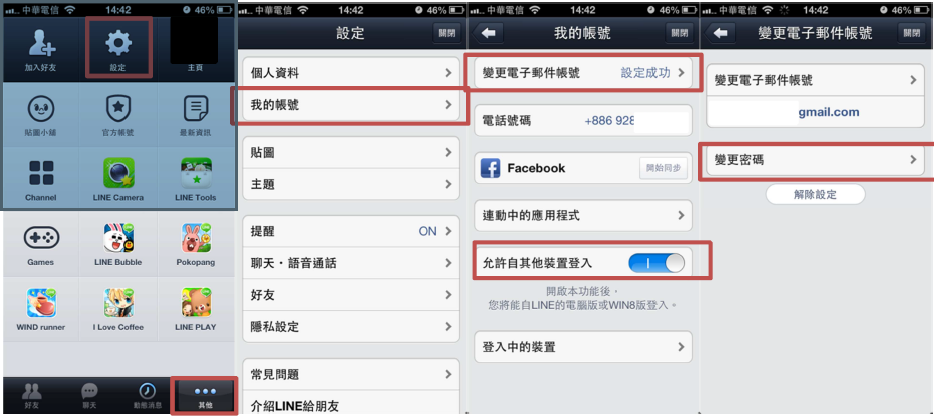 中華電信 14:42 46%
加入好友 設定 主頁
貼圖小舖 官方帳號 最新資訊
Channel LINE Camera LINE Tools
Games LINE Bubble Pokopang
WIND runner I Love Coffee LINE PLAY
好友 聊天 動態消息 其他
中華電信 14:42 46%
設定 關閉
個人資料
我的帳號
貼圖
主題
提醒 ON
聊天・語音通話
好友
隱私設定
常見問題
介紹LINE給朋友
中華電信 14:42 46%
我的帳號 關閉
變更電子郵件帳號 設定成功
電話號碼 +886 928
Facebook 開始同步
連動中的應用程式
允許自其他裝置登入
開啟本功能後，
您將能自LINE的電腦版或WIN8版登入。
登入中的裝置
中華電信 14:42 46%
變更電子郵件帳號 關閉
變更電子郵件帳號
gmail.com
變更密碼
解除設定